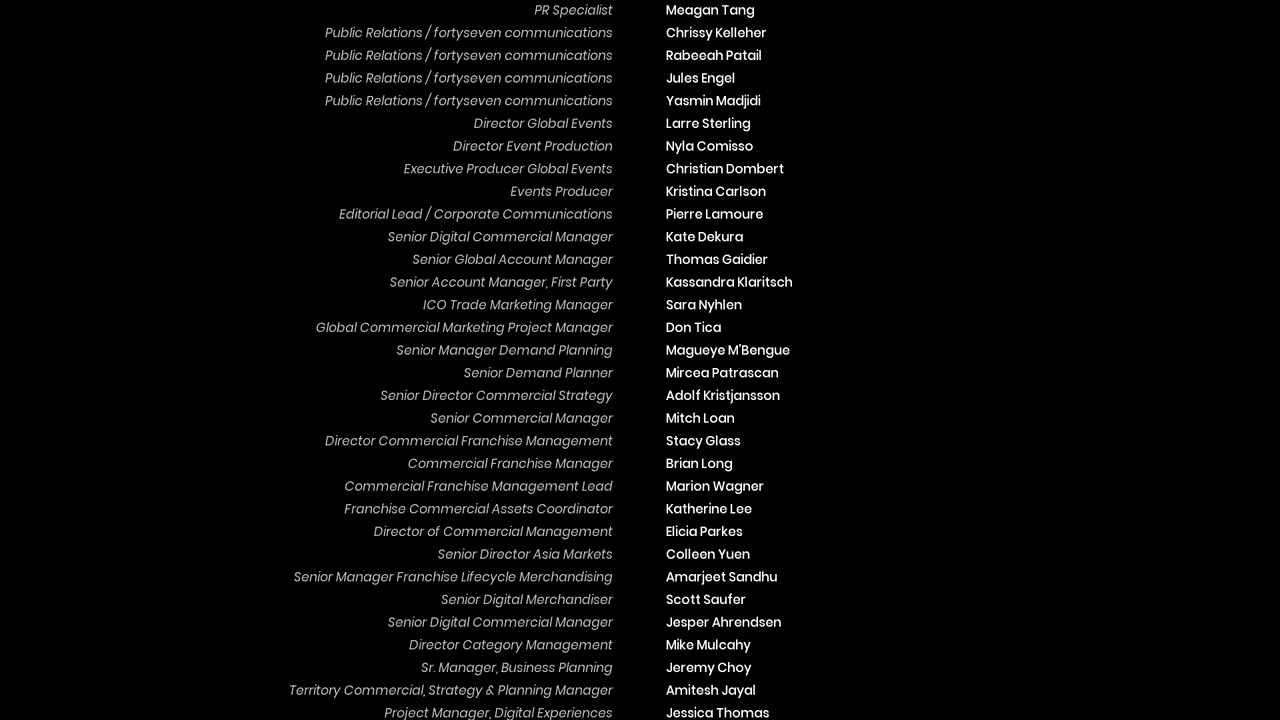 PR Specialist Meagan Tang
Public Relations / fortyseven communications Chrissy Kelleher
Public Relations / fortyseven communications Rabeeah Patail
Public Relations / fortyseven communications Jules Engel
Public Relations / fortyseven communications Yasmin Madjidi
Director Global Events Larre Sterling
Director Event Production Nyla Comisso
Executive Producer Global Events Christian Dombert
Events Producer Kristina Carlson
Editorial Lead / Corporate Communications Pierre Lamoure
Senior Digital Commercial Manager Kate Dekura
Senior Global Account Manager Thomas Gaidier
Senior Account Manager, First Party Kassandra Klaritsch
ICO Trade Marketing Manager Sara Nyhlen
Global Commercial Marketing Project Manager Don Tica
Senior Manager Demand Planning Magueye M'Bengue
Senior Demand Planner Mircea Patrascan
Senior Director Commercial Strategy Adolf Kristjansson
Senior Commercial Manager Mitch Loan
Director Commercial Franchise Management Stacy Glass
Commercial Franchise Manager Brian Long
Commercial Franchise Management Lead Marion Wagner
Franchise Commercial Assets Coordinator Katherine Lee
Director of Commercial Management Elicia Parkes
Senior Director Asia Markets Colleen Yuen
Senior Manager Franchise Lifecycle Merchandising Amarjeet Sandhu
Senior Digital Merchandiser Scott Saufer
Senior Digital Commercial Manager Jesper Ahrendsen
Director Category Management Mike Mulcahy
Sr. Manager, Business Planning Jeremy Choy
Territory Commercial, Strategy & Planning Manager Amitesh Jayal
Project Manager, Digital Experiences Jessica Thomas